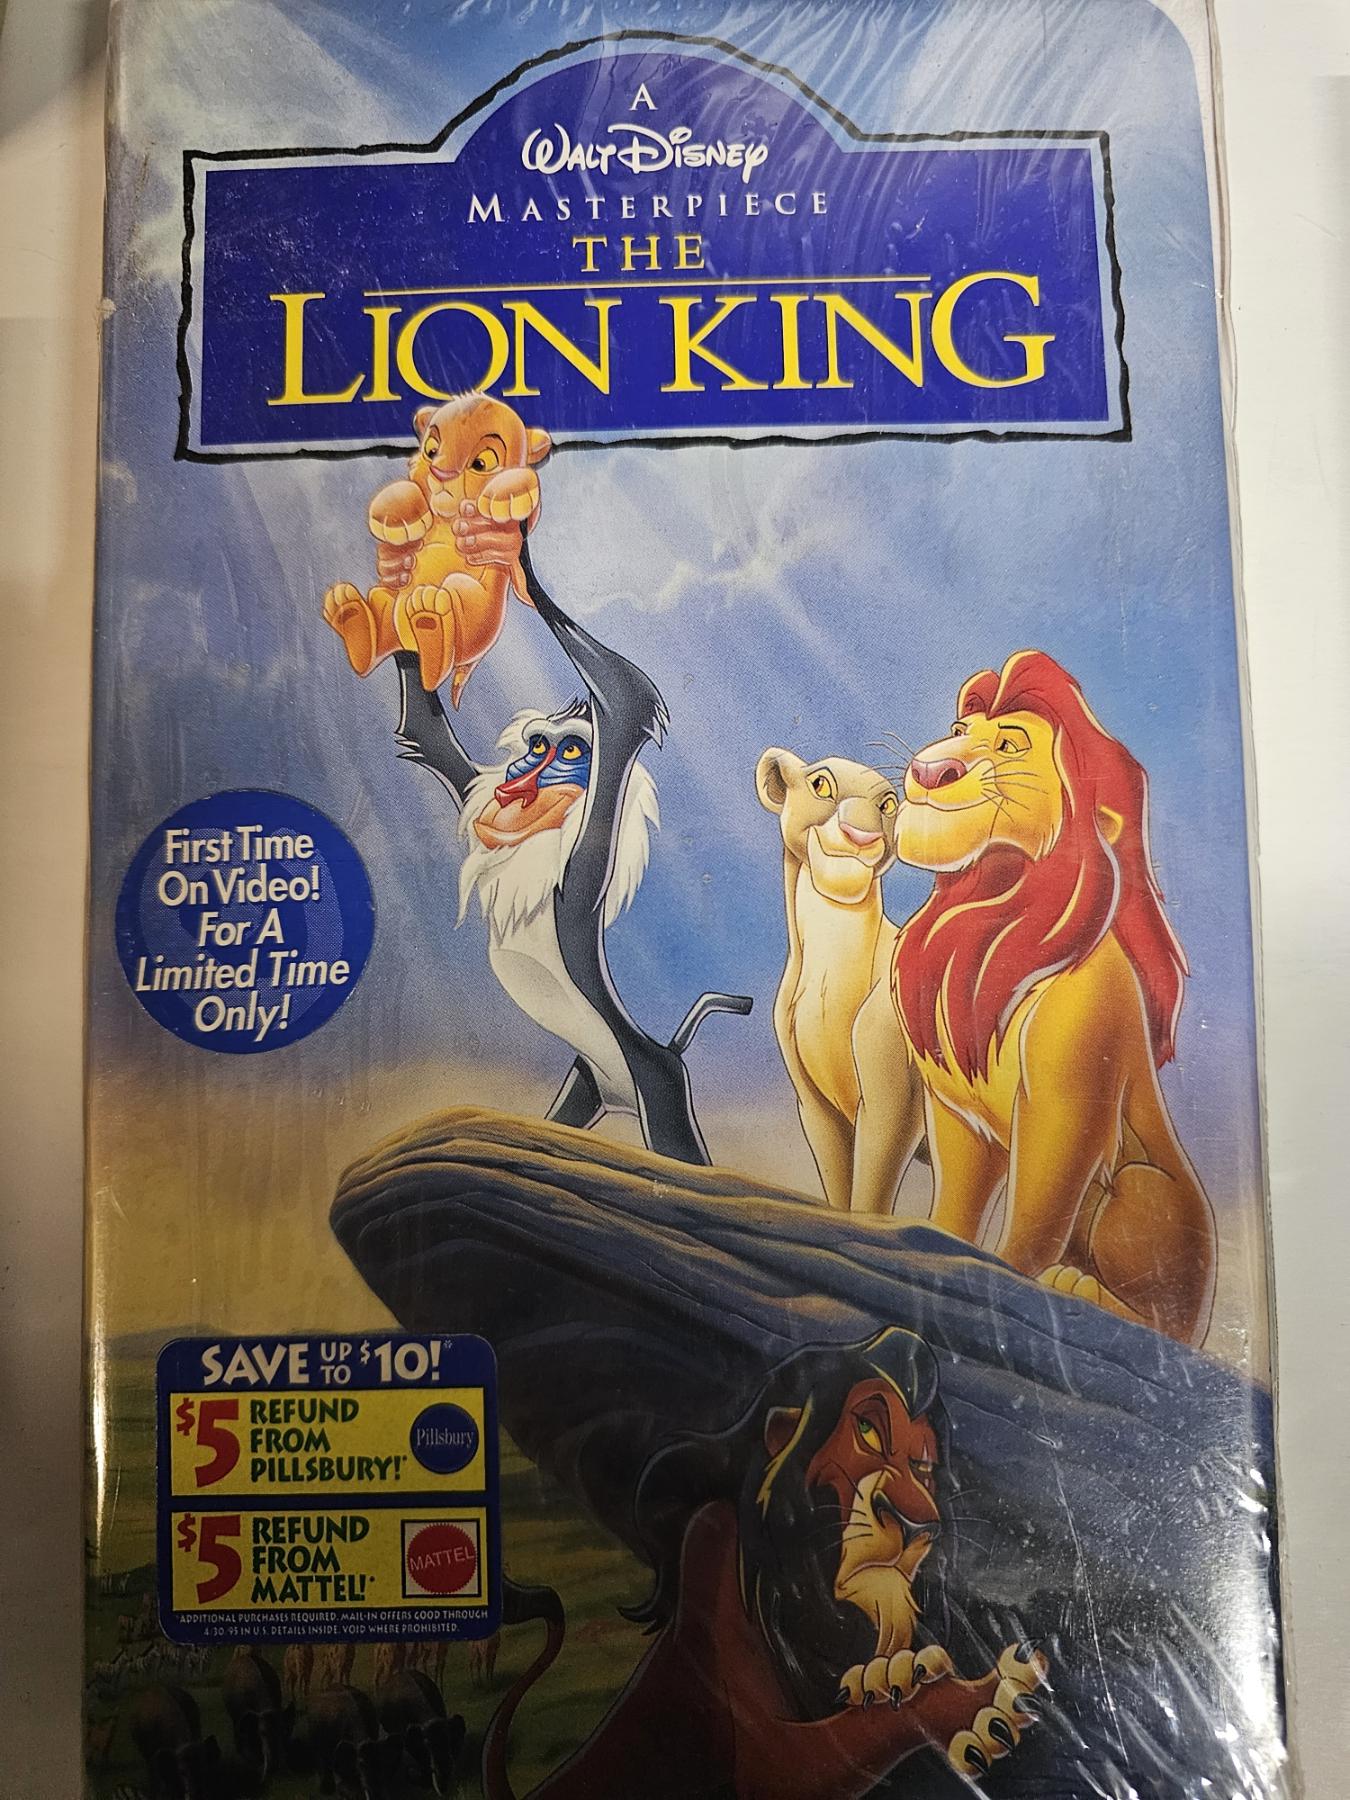 A
WALT DISNEY
MASTERPIECE
THE
LION KING
First Time
On Video!
For A
Limited Time
Only!
SAVE UP TO $10!*
$5 REFUND
FROM
PILLSBURY!*
Pillsbury
$5 REFUND
FROM
MATTEL!*
MATTEL
*ADDITIONAL PURCHASES REQUIRED. MAIL-IN OFFERS GOOD THROUGH
4/30/95 IN U.S. DETAILS INSIDE. VOID WHERE PROHIBITED.